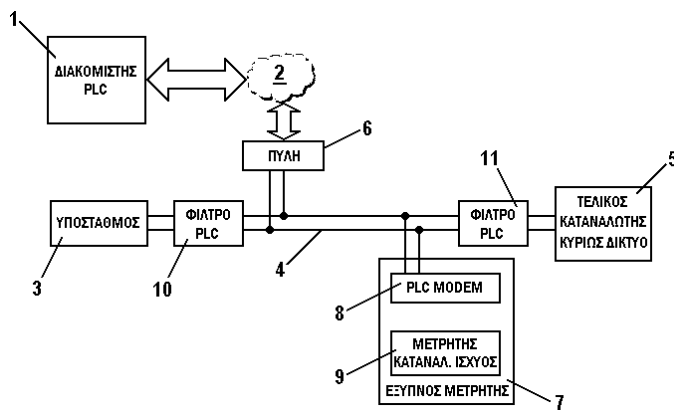 1
ΔΙΑΚΟΜΙΣΤΗΣ
PLC
2
6
ΠΥΛΗ
11
5
ΥΠΟΣΤΑΘΜΟΣ
ΦΙΛΤΡΟ
PLC
ΦΙΛΤΡΟ
PLC
ΤΕΛΙΚΟΣ
ΚΑΤΑΝΑΛΩΤΗΣ
ΚΥΡΙΩΣ ΔΙΚΤΥΟ
3
10
4
8
PLC MODEM
9
ΜΕΤΡΗΤΗΣ
ΚΑΤΑΝΑΛ. ΙΣΧΥΟΣ
ΕΞΥΠΝΟΣ ΜΕΤΡΗΤΗΣ
7